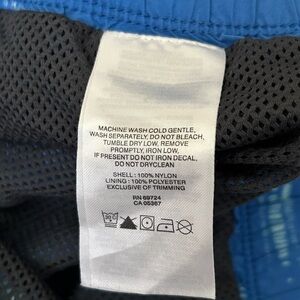 MACHINE WASH COLD GENTLE,
WASH SEPARATELY, DO NOT BLEACH,
TUMBLE DRY LOW, REMOVE
PROMPTLY, IRON LOW,
IF PRESENT DO NOT IRON DECAL,
DO NOT DRYCLEAN
SHELL : 100% NYLON
LINING : 100% POLYESTER
EXCLUSIVE OF TRIMMING
RN 69724
CA 05367